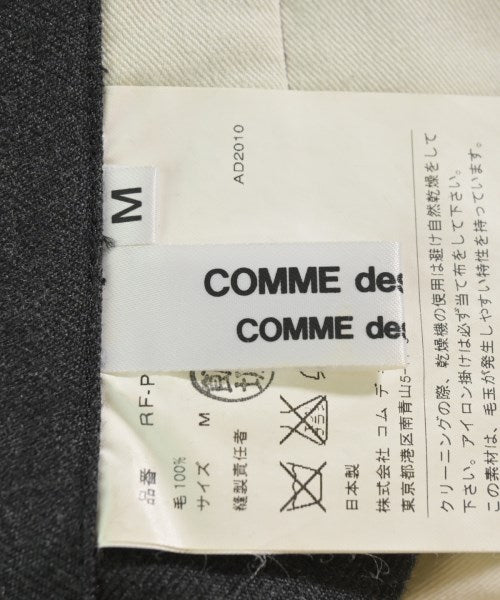 M
COMME des
COMME des
AD2010
品番 RF-P
毛100%
サイズ M
縫製責任者
日本製
株式会社 コム デ
東京都港区南青山5-
クリーニングの際、乾燥機の使用は避け自然乾燥をして
下さい。アイロン掛けは必ず当て布をして下さい。
この素材は、毛玉が発生しやすい特性を持っています。